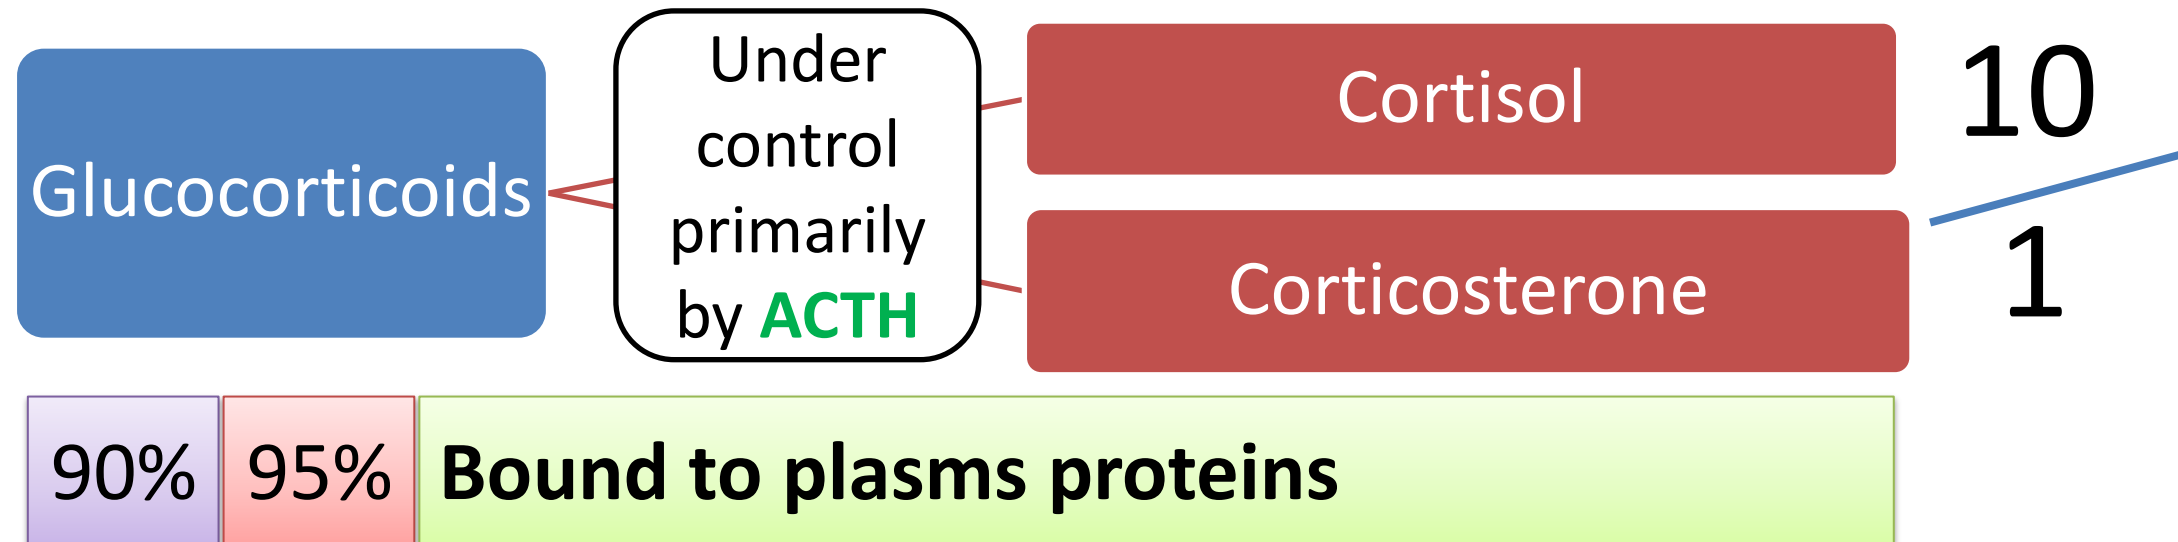 Glucocorticoids
Under
control
primarily
by ACTH
Cortisol
10
Corticosterone
1
90%
95%
Bound to plasms proteins